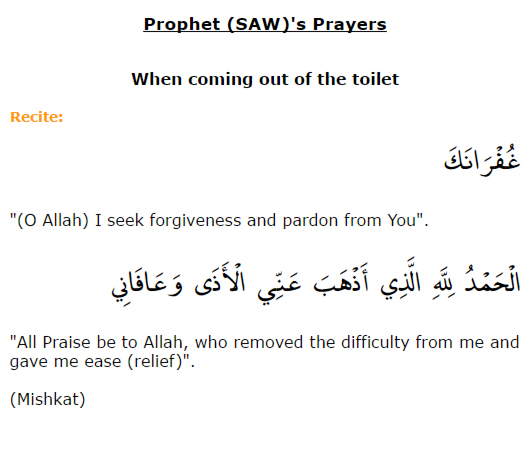 Prophet (SAW)'s Prayers
When coming out of the toilet
Recite:
غُفْرَانَكَ
"(O Allah) I seek forgiveness and pardon from You".
الْحَمْدُ لِلَّهِ الَّذِي أَذْهَبَ عَنِّي الْأَذَى وَعَافَانِي
"All Praise be to Allah, who removed the difficulty from me and
gave me ease (relief)".
(Mishkat)